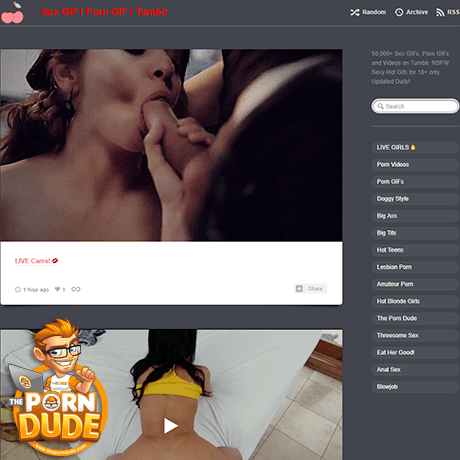 Sex GIF | Porn GIF | Tumblr
Random
Archive
RSS
50,000+ Sex GIFs, Porn GIFs
and Videos on Tumblr. NSFW
Sexy Hot Gifs for 18+ only.
Updated Daily!
Search
LIVE GIRLS
Porn Videos
Porn GIFs
Doggy Style
Big Ass
Big Tits
Hot Teens
Lesbian Porn
Amateur Porn
Hot Blonde Girls
The Porn Dude
Threesome Sex
Eat Her Good!
Anal Sex
Blowjob
LIVE Cams!
1 hour ago
1
Share
THE
PORN
DUDE
www.theporndude.com